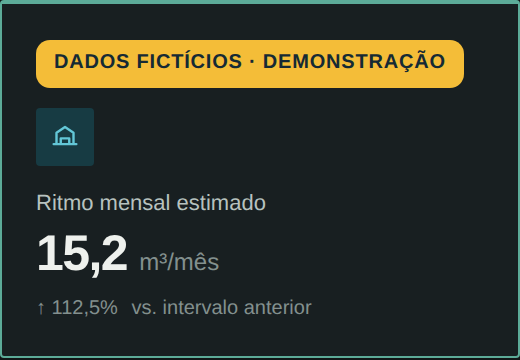 DADOS FICTÍCIOS · DEMONSTRAÇÃO
Ritmo mensal estimado
15,2 m³/mês
↑ 112,5% vs. intervalo anterior